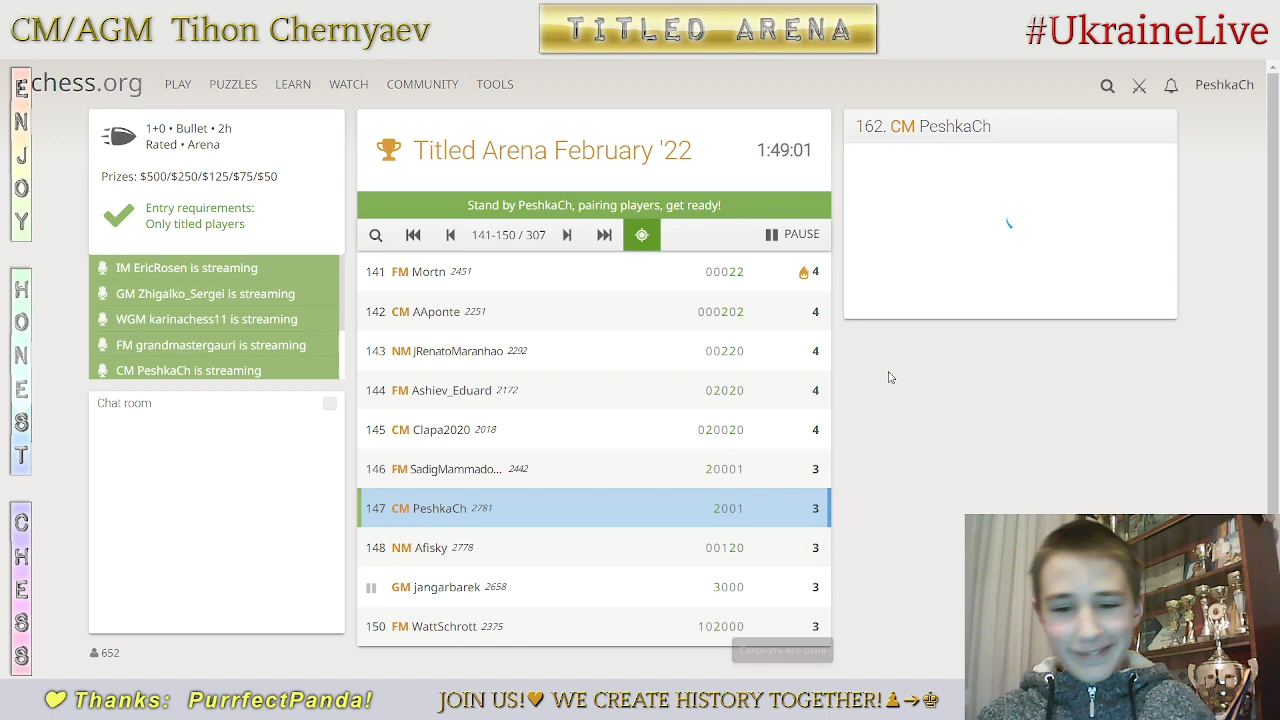 CM/AGM Tihon Chernyaev
TITLED ARENA
#UkraineLive
chess.org
PLAY
PUZZLES
LEARN
WATCH
COMMUNITY
TOOLS
PeshkaCh
ENJOY
HONEST
CHESS
1+0 • Bullet • 2h
Rated • Arena
Prizes: $500/$250/$125/$75/$50
Entry requirements:
Only titled players
IM EricRosen is streaming
GM Zhigalko_Sergei is streaming
WGM karinachess11 is streaming
FM grandmastergauri is streaming
CM PeshkaCh is streaming
Chat room
652
Titled Arena February '22
1:49:01
Stand by PeshkaCh, pairing players, get ready!
141-150 / 307
PAUSE
141 FM Mortn 2451 00022 4
142 CM AAponte 2251 000202 4
143 NM JRenatoMaranhao 2292 00220 4
144 FM Ashiev_Eduard 2172 02020 4
145 CM Clapa2020 2018 020020 4
146 FM SadigMammado... 2442 20001 3
147 CM PeshkaCh 2781 2001 3
148 NM Afisky 2778 00120 3
GM jangarbarek 2658 3000 3
150 FM WattSchrott 2375 102000 3
Свернуть все окна
162. CM PeshkaCh
Thanks: PurrfectPanda!
JOIN US! WE CREATE HISTORY TOGETHER!